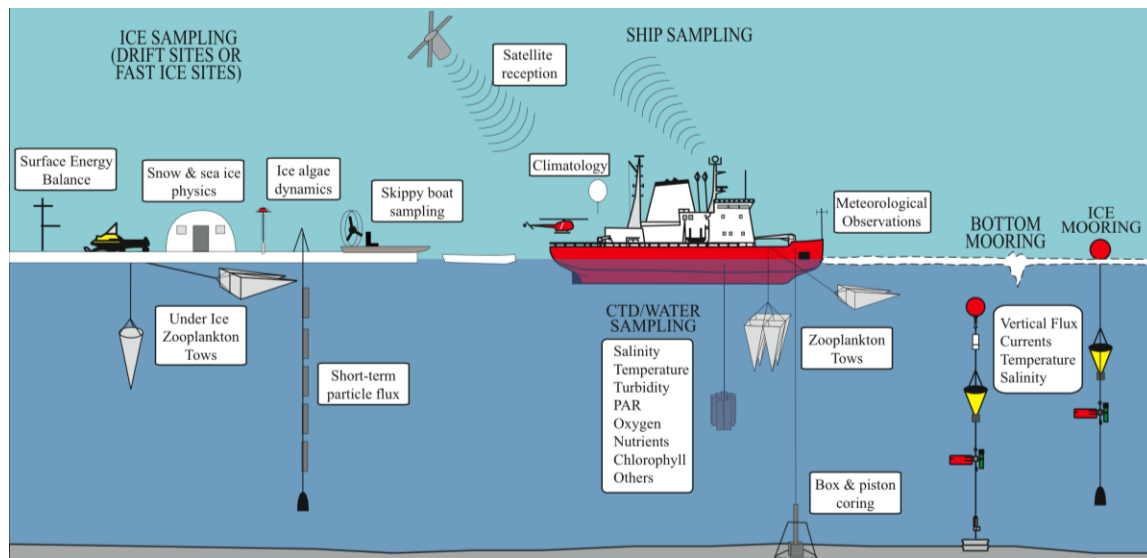 ICE SAMPLING
(DRIFT SITES OR
FAST ICE SITES)
Satellite
reception
SHIP SAMPLING
Surface Energy
Balance
Snow & sea ice
physics
Ice algae
dynamics
Skippy boat
sampling
Climatology
Meteorological
Observations
BOTTOM
MOORING
ICE
MOORING
Under Ice
Zooplankton
Tows
Short-term
particle flux
CTD/WATER
SAMPLING
Salinity
Temperature
Turbidity
PAR
Oxygen
Nutrients
Chlorophyll
Others
Zooplankton
Tows
Box & piston
coring
Vertical Flux
Currents
Temperature
Salinity